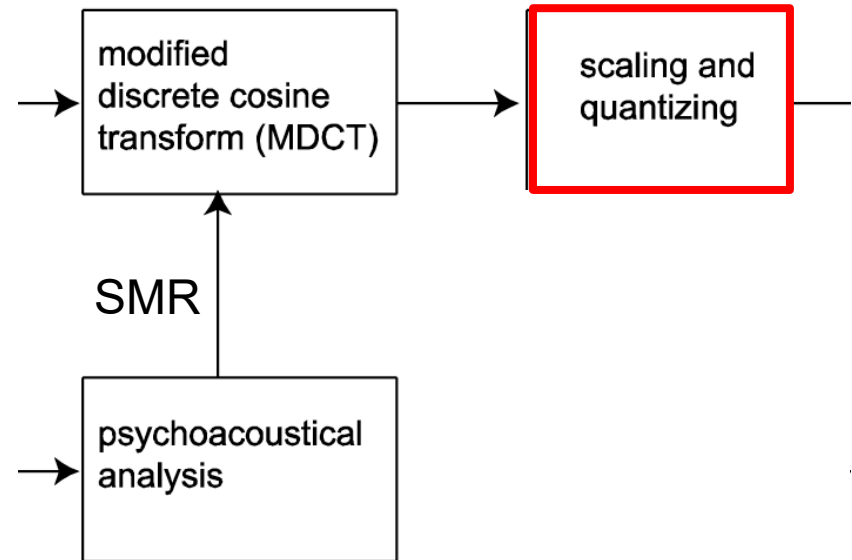 modified
discrete cosine
transform (MDCT)
scaling and
quantizing
SMR
psychoacoustical
analysis